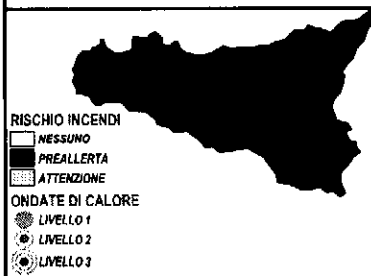 RISCHIO INCENDI
NESSUNO
PREALLERTA
ATTENZIONE
ONDATE DI CALORE
LIVELLO 1
LIVELLO 2
LIVELLO 3